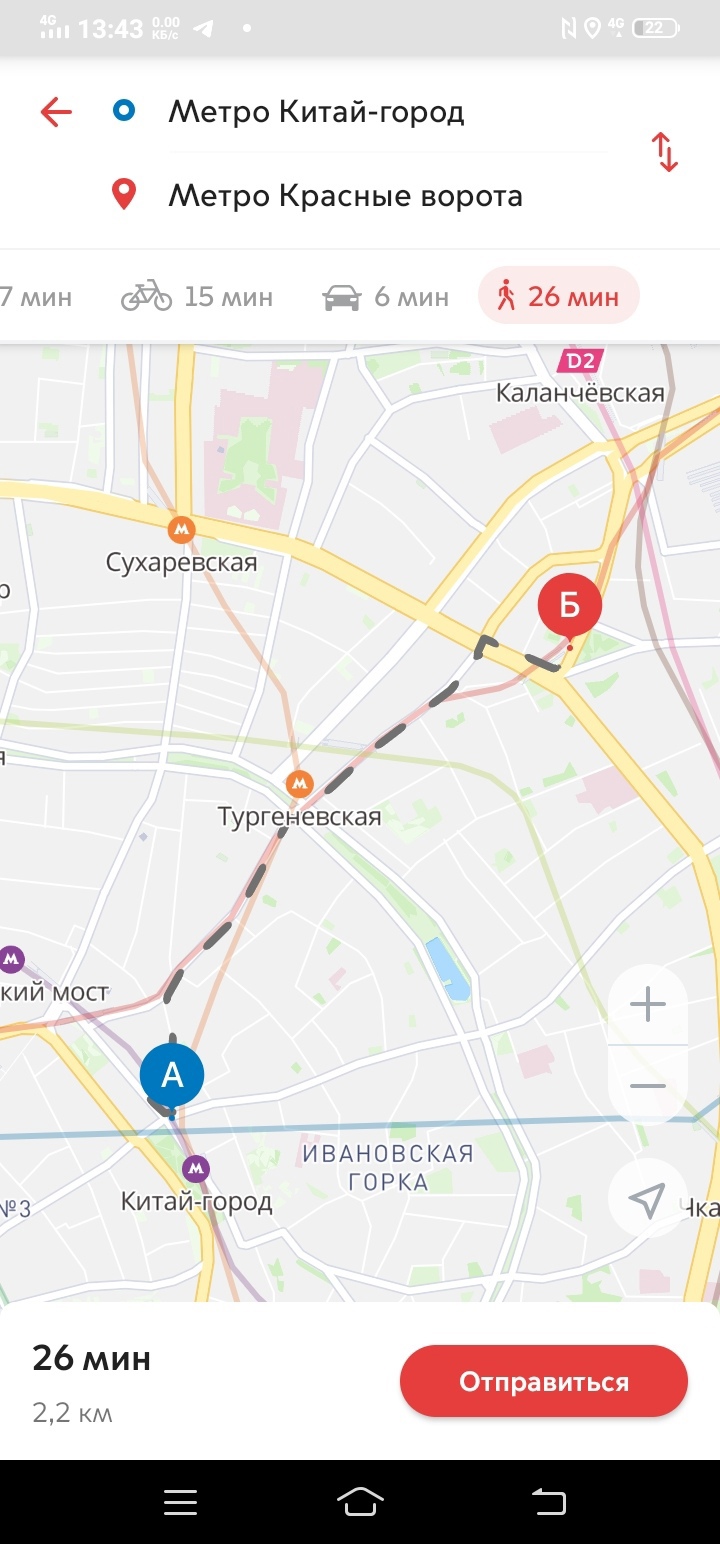 4G 13:43 0.00 КБ/с 4G 22
Метро Китай-город
Метро Красные ворота
7 мин 15 мин 6 мин 26 мин
D2
Каланчёвская
М
Сухаревская
Б
М
Тургеневская
М
кий мост
А
М
ИВАНОВСКАЯ
ГОРКА
Китай-город
№3
Чка
26 мин
2,2 км
Отправиться